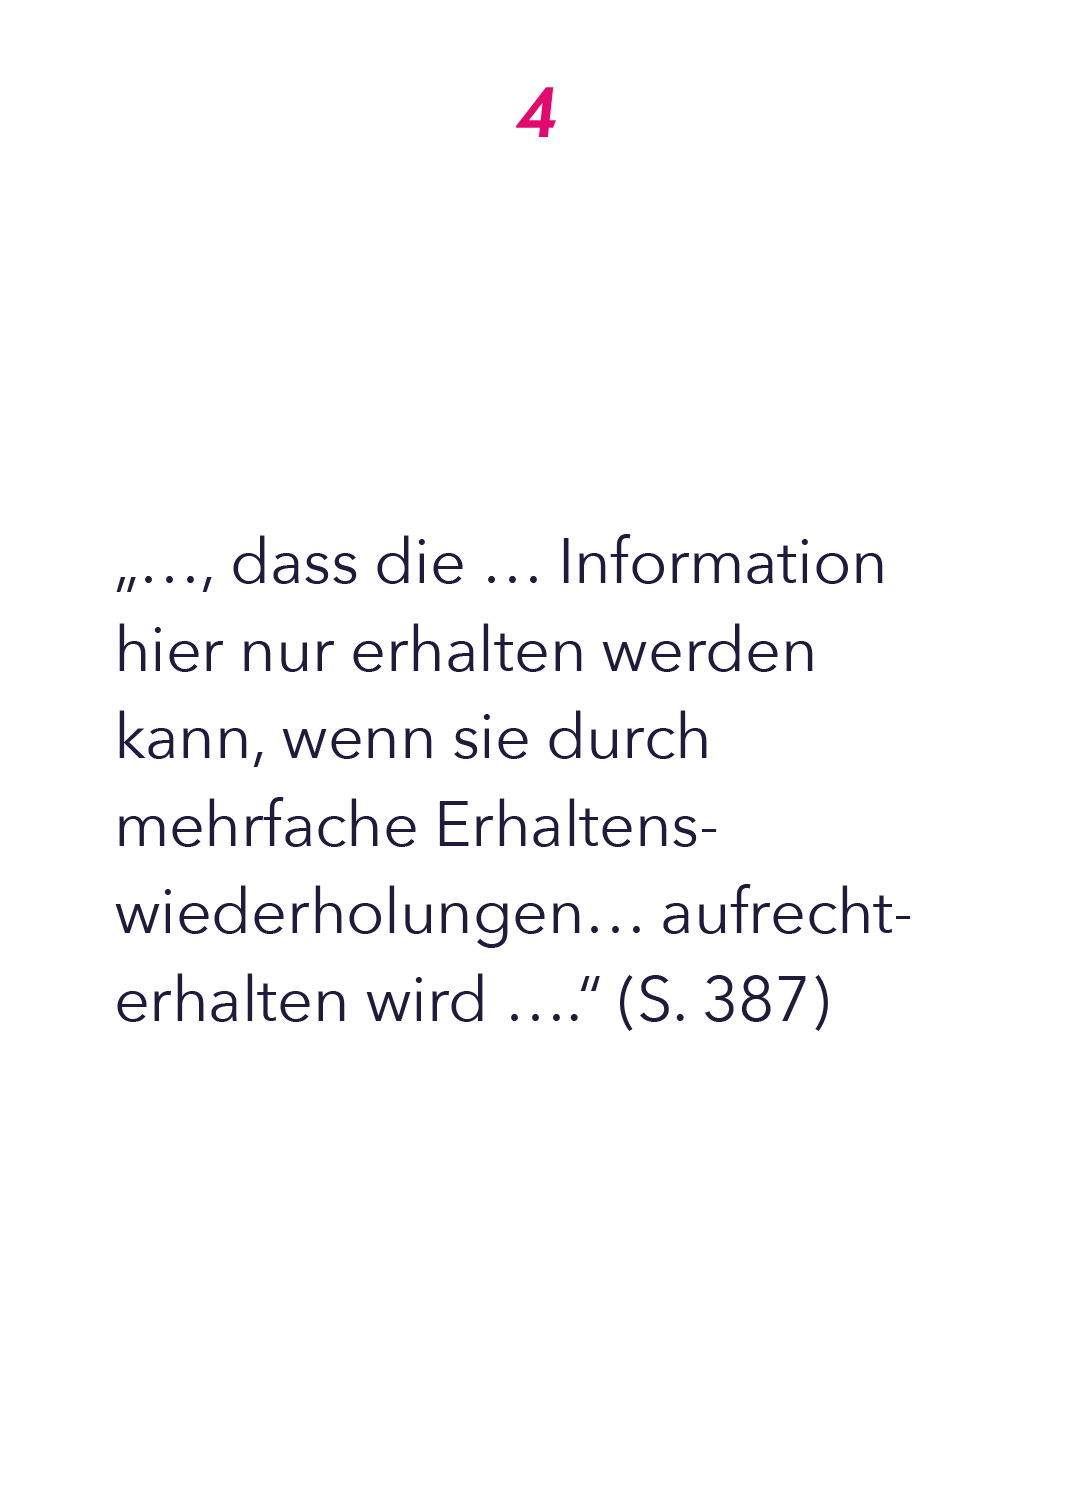 4
„…, dass die … Information
hier nur erhalten werden
kann, wenn sie durch
mehrfache Erhaltens-
wiederholungen… aufrecht-
erhalten wird ….“ (S. 387)